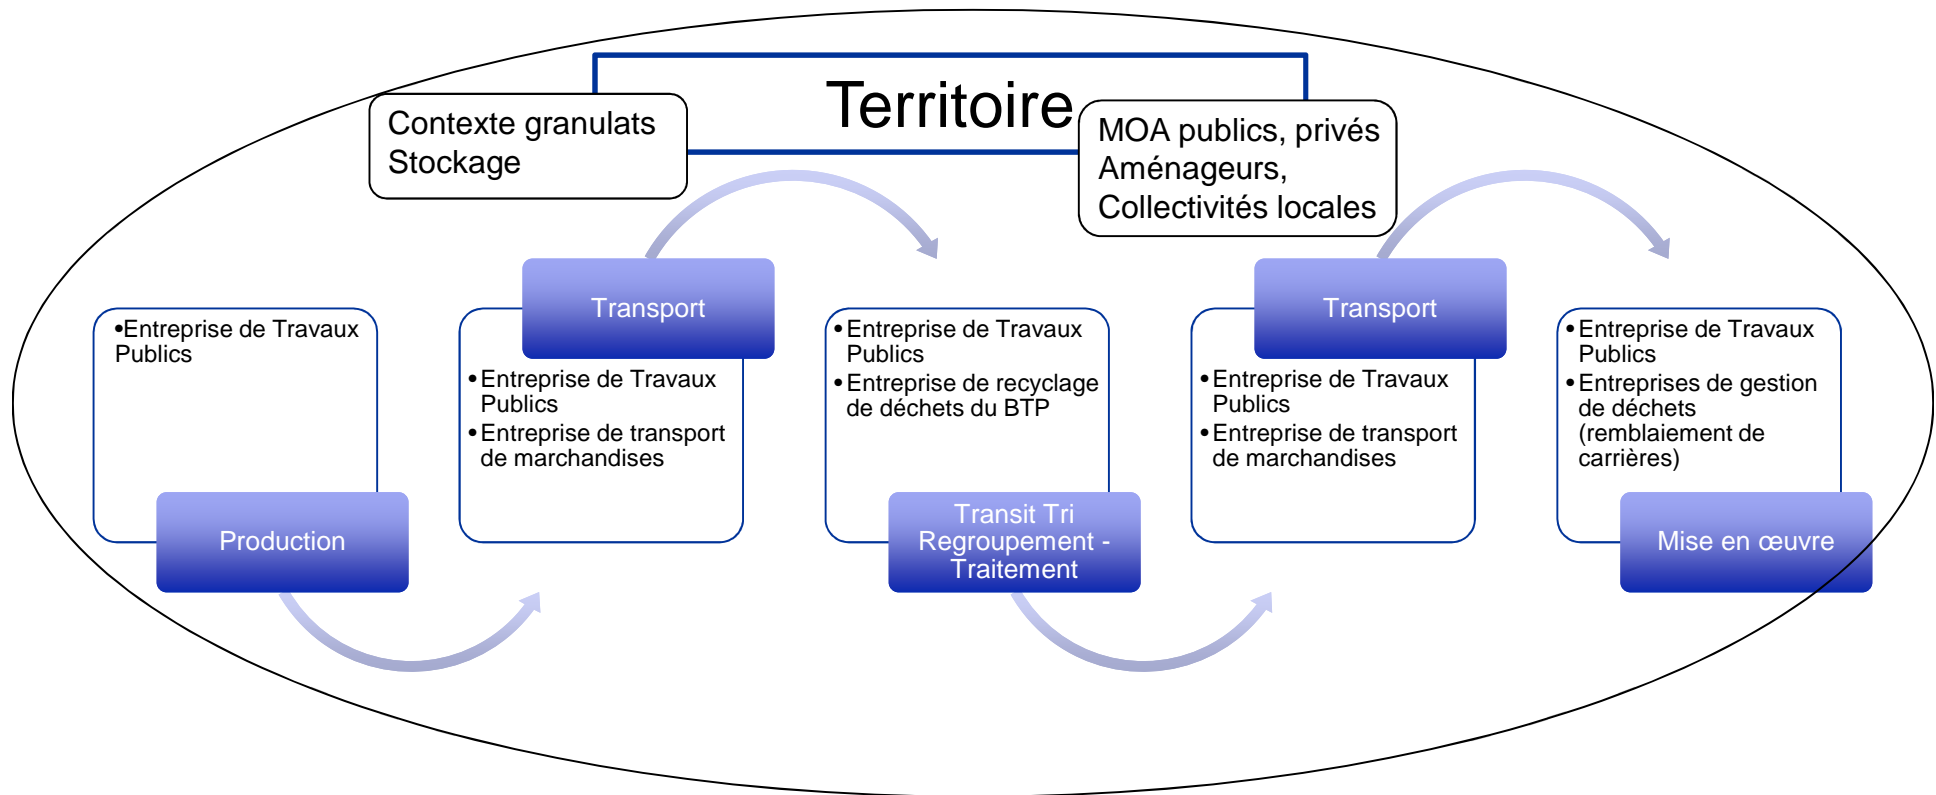 Territoire
Contexte granulats
Stockage
MOA publics, privés
Aménageurs,
Collectivités locales
•Entreprise de Travaux
Publics
Production
Transport
•Entreprise de Travaux
Publics
•Entreprise de transport
de marchandises
•Entreprise de Travaux
Publics
•Entreprise de recyclage
de déchets du BTP
Transit Tri
Regroupement -
Traitement
Transport
•Entreprise de Travaux
Publics
•Entreprise de transport
de marchandises
•Entreprise de Travaux
Publics
•Entreprises de gestion
de déchets
(remblaiement de
carrières)
Mise en œuvre